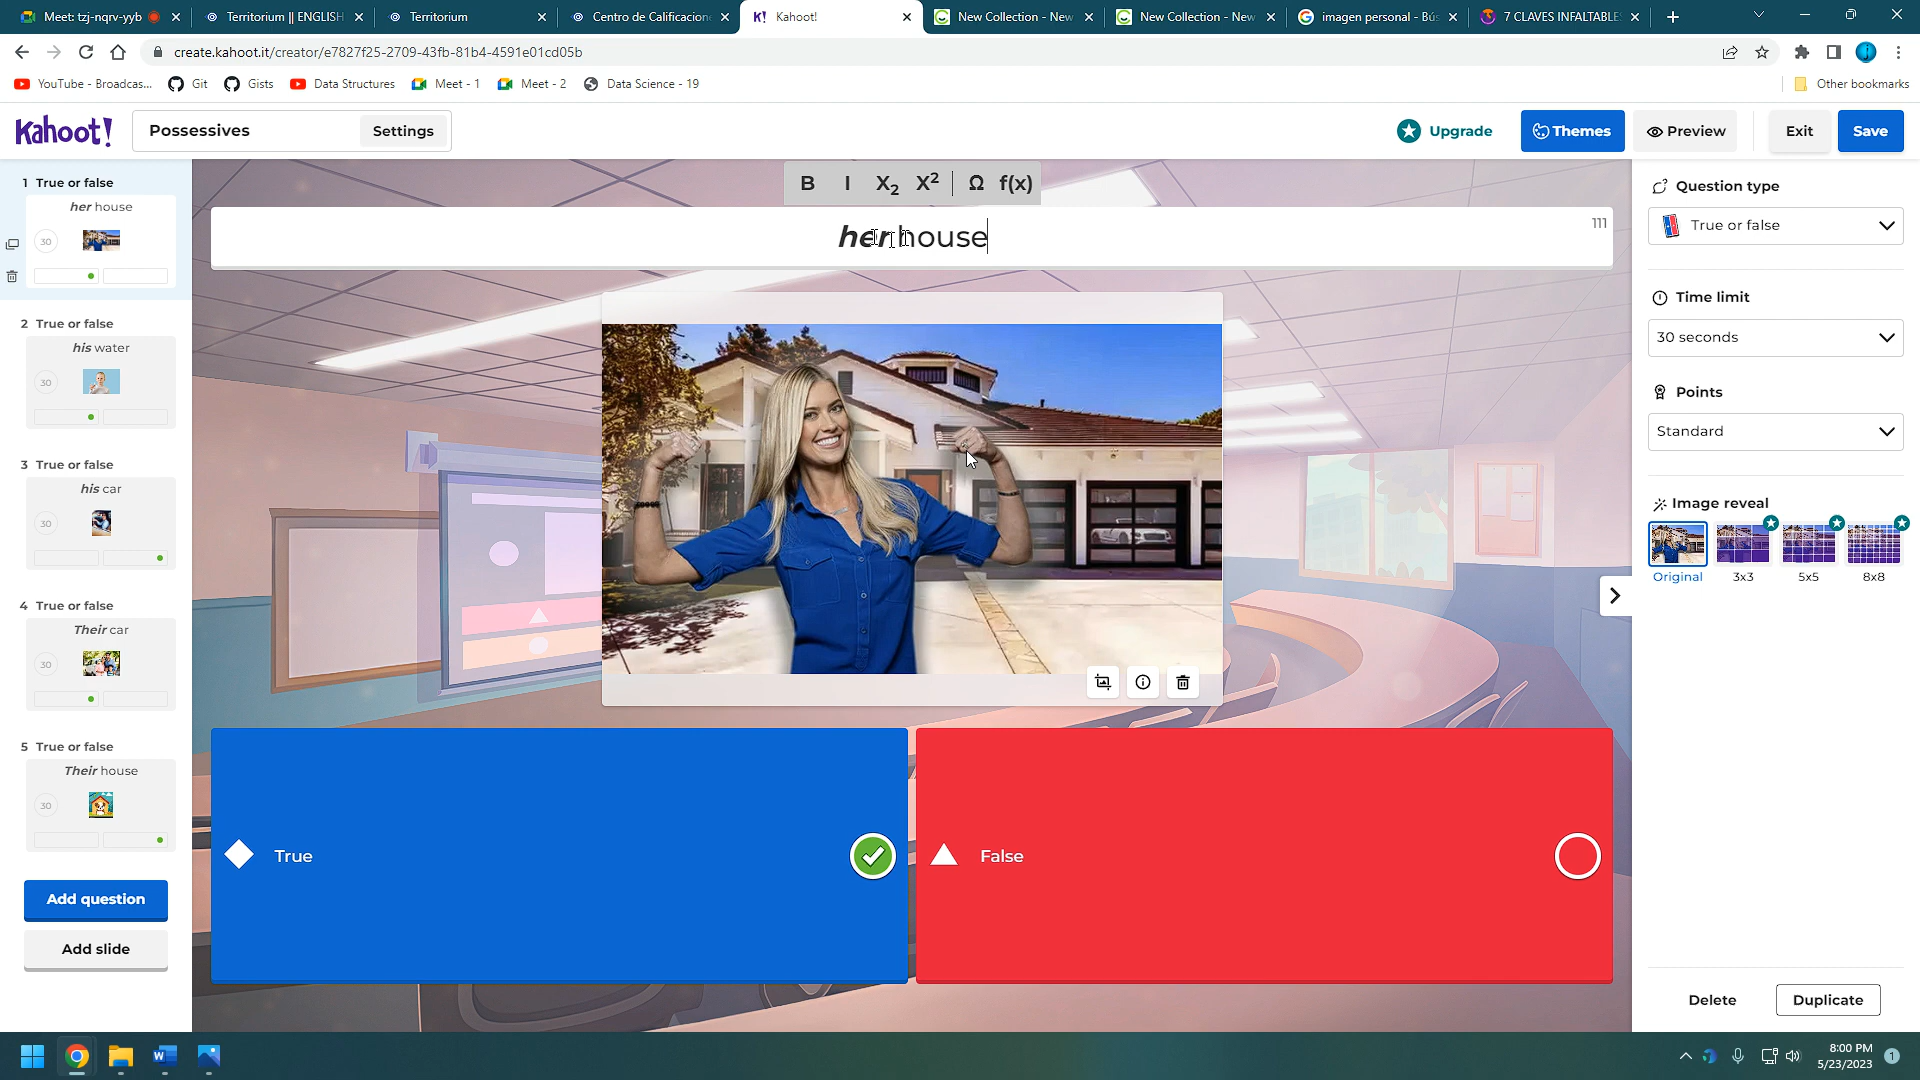 Meet: tzj-nqrv-yyb
Territorium || ENGLISH
Territorium
Centro de Calificacion
Kahoot!
New Collection - New
New Collection - New
imagen personal - Bús
7 CLAVES INFALTABLE
create.kahoot.it/creator/e7827f25-2709-43fb-81b4-4591e01cd05b
YouTube - Broadcas...
Git
Gists
Data Structures
Meet - 1
Meet - 2
Data Science - 19
Other bookmarks
Kahoot!
Possessives
Settings
Upgrade
Themes
Preview
Exit
Save
1 True or false
her house
30
2 True or false
his water
30
3 True or false
his car
30
4 True or false
Their car
30
5 True or false
Their house
30
Add question
Add slide
B I X₂ X² Ω f(x)
her house
111
True
False
Question type
True or false
Time limit
30 seconds
Points
Standard
Image reveal
Original
3x3
5x5
8x8
Delete
Duplicate
8:00 PM
5/23/2023
1